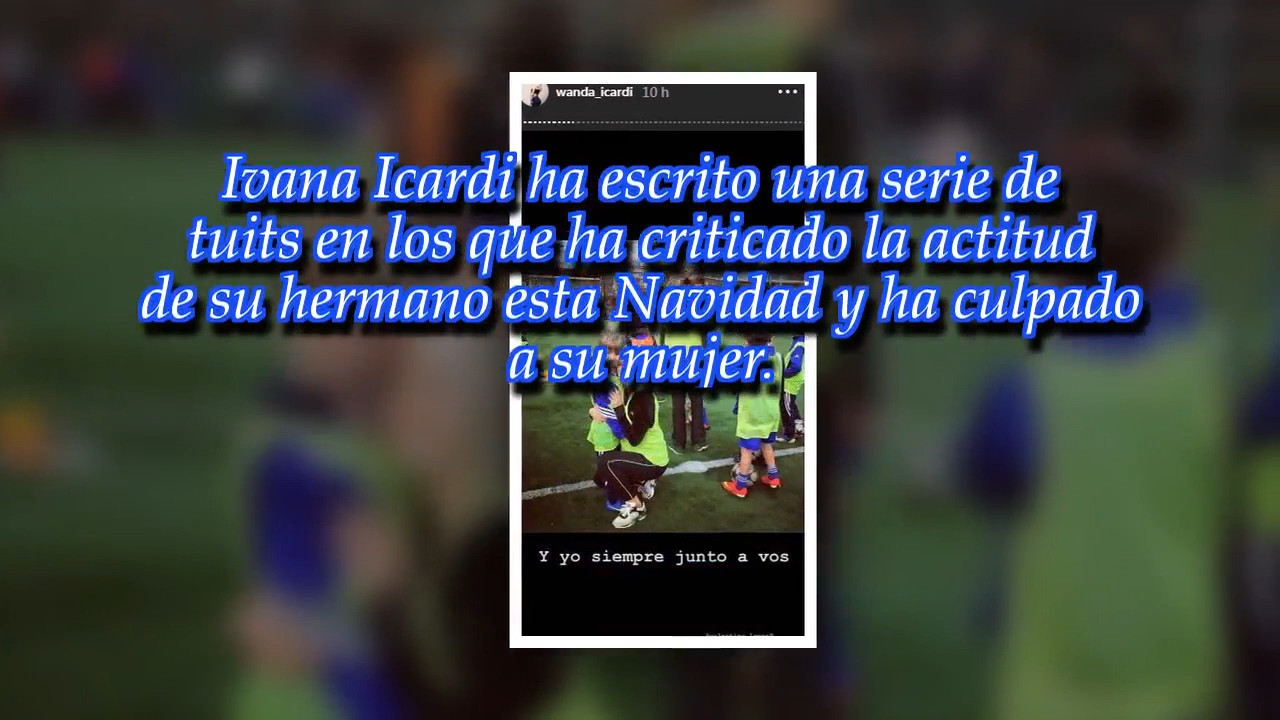 wanda_icardi 10 h
Ivana Icardi ha escrito una serie de
tuits en los que ha criticado la actitud
de su hermano esta Navidad y ha culpado
a su mujer.
Y yo siempre junto a vos